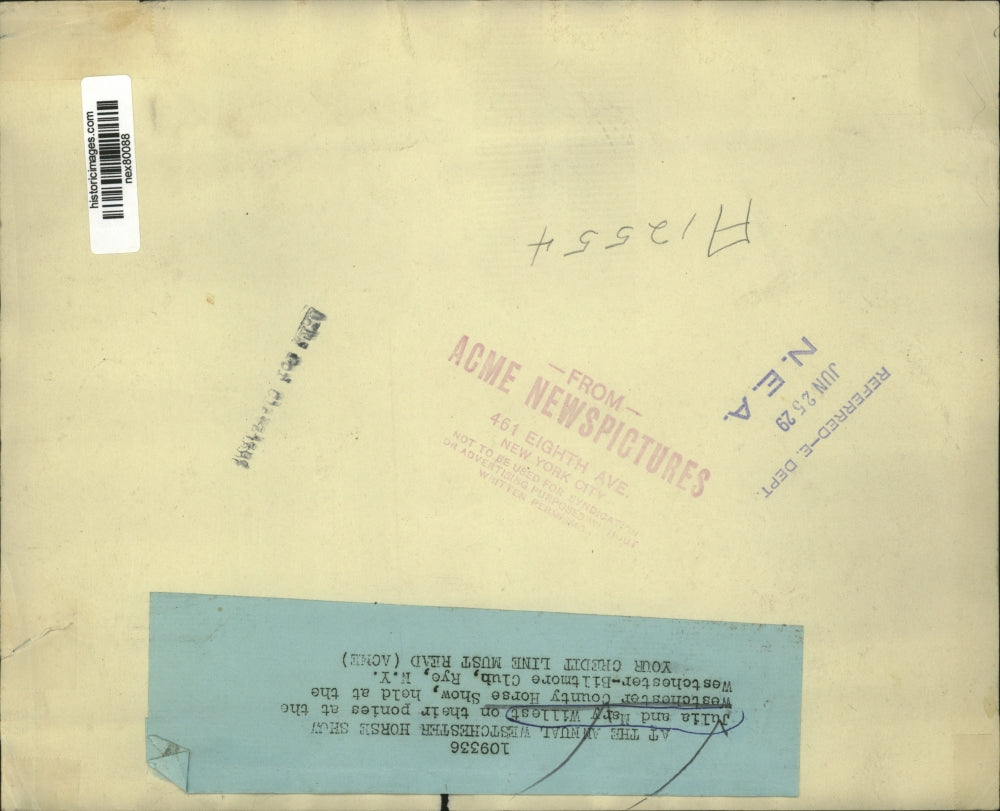 historicimages.com
nex80088
A12554
—FROM—
ACME NEWSPICTURES
461 EIGHTH AVE.
NEW YORK CITY
NOT TO BE USED FOR SYNDICATION
OR ADVERTISING PURPOSES WITHOUT
WRITTEN PERMISSION
N.E.A.
JUN 25 29
REFERRED-E. DEPT.
109336
AT THE ANNUAL WESTCHESTER HORSE SHOW
Julia and Mary Willest on their ponies at the
Westchester County Horse Show, held at the
Westchester-Biltmore Club, Rye, N.Y.
YOUR CREDIT LINE MUST READ (ACME)